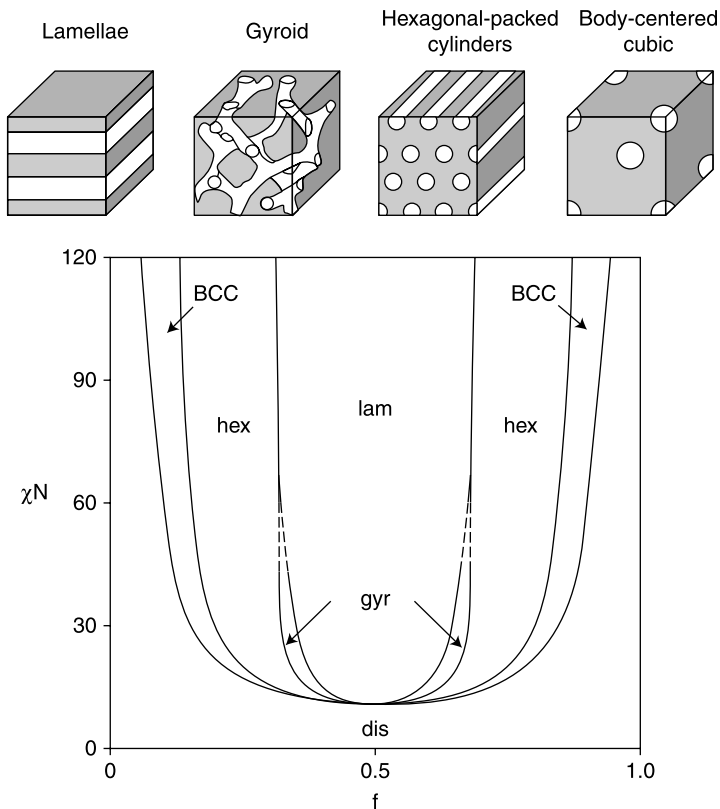 Lamellae
Gyroid
Hexagonal-packed
cylinders
Body-centered
cubic
120
BCC
BCC
90
lam
hex
hex
χN
60
gyr
30
dis
0
0
0.5
1.0
f